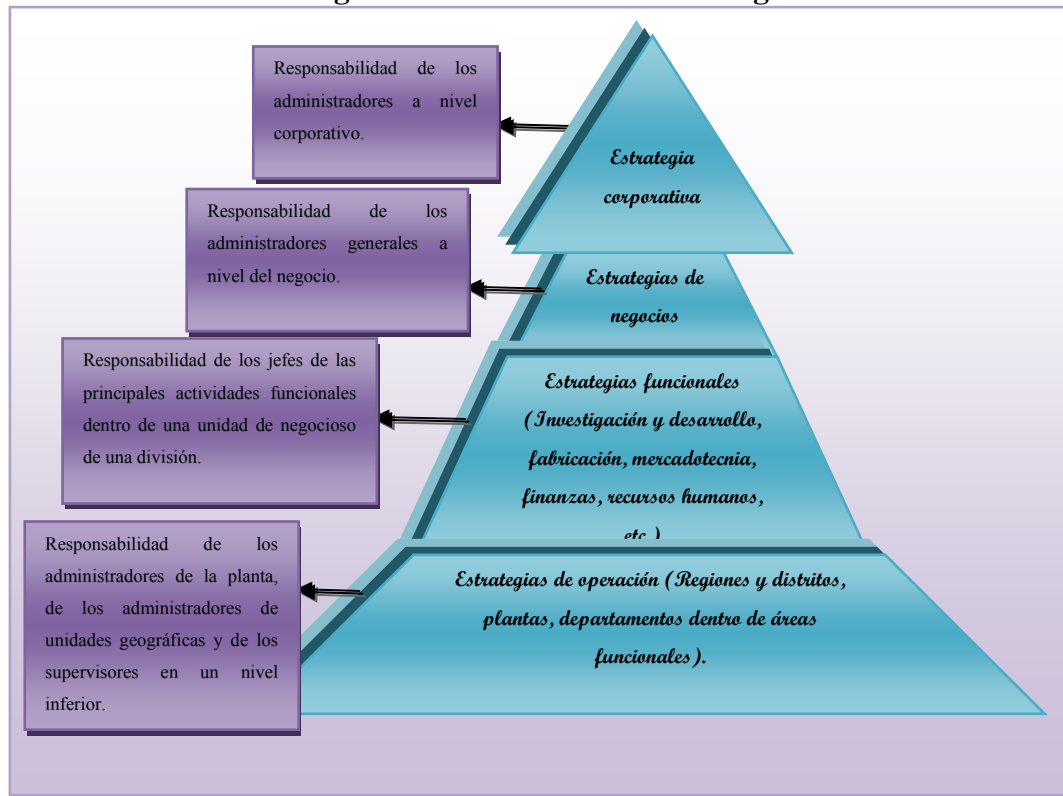 Responsabilidad de los
administradores a nivel
corporativo.
Estrategia
corporativa
Responsabilidad de los
administradores generales a
nivel del negocio.
Estrategias de
negocios
Responsabilidad de los jefes de las
principales actividades funcionales
dentro de una unidad de negocioso
de una división.
Estrategias funcionales
(Investigación y desarrollo,
fabricación, mercadotecnia,
finanzas, recursos humanos,
etc.)
Responsabilidad de los
administradores de la planta,
de los administradores de
unidades geográficas y de los
supervisores en un nivel
inferior.
Estrategias de operación (Regiones y distritos,
plantas, departamentos dentro de áreas
funcionales).